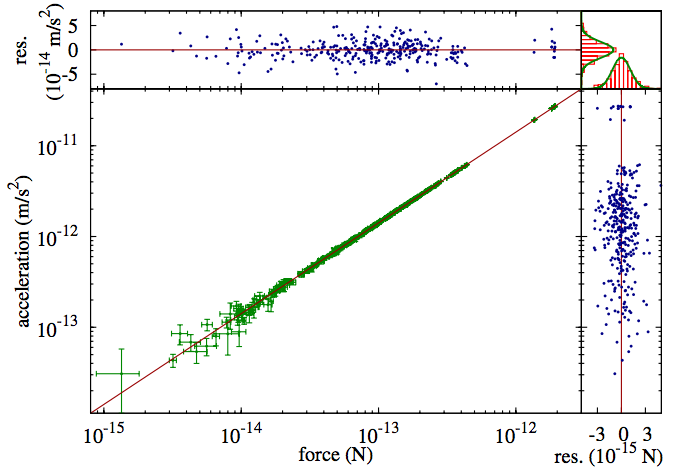 res.
(10⁻¹⁴ m/s²)
5
0
-5
acceleration (m/s²)
10⁻¹¹
10⁻¹²
10⁻¹³
10⁻¹⁵ 10⁻¹⁴ 10⁻¹³ 10⁻¹²
force (N)
-3 0 3
res. (10⁻¹⁵ N)